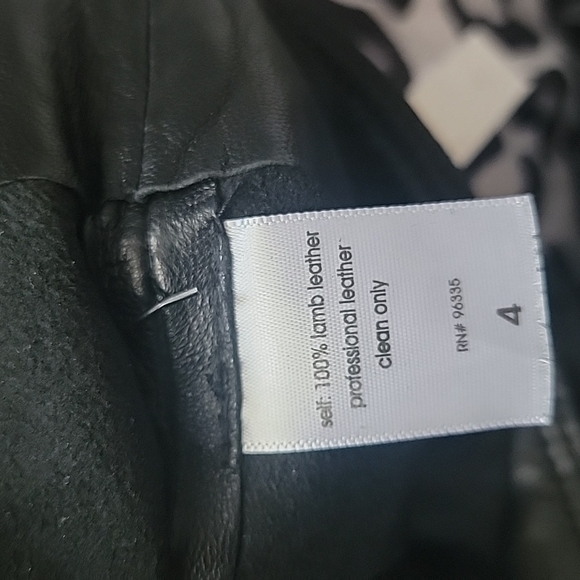 self: 100% lamb leather
professional leather
clean only
RN# 96335
4